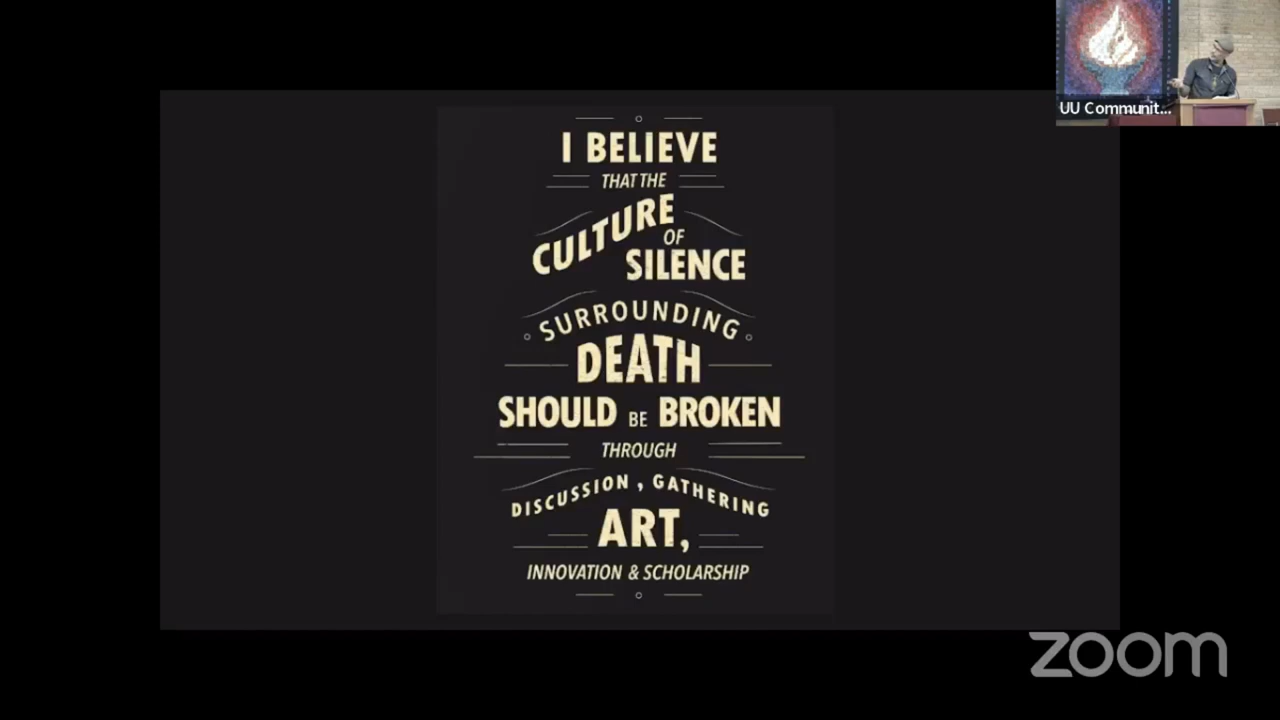 UU Communit...
I BELIEVE
THAT THE
CULTURE
OF
SILENCE
SURROUNDING
DEATH
SHOULD BE BROKEN
THROUGH
DISCUSSION, GATHERING
ART,
INNOVATION & SCHOLARSHIP
zoom